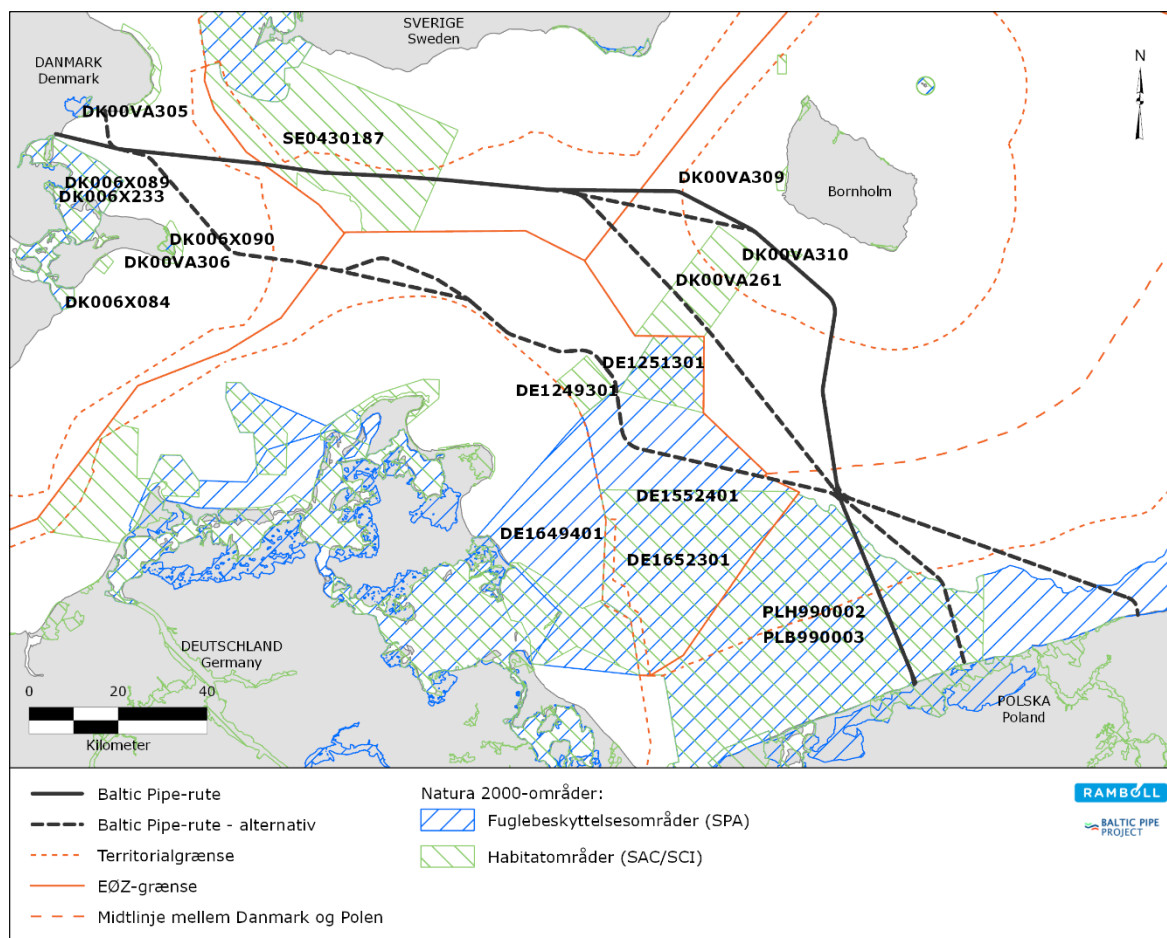 SVERIGE
Sweden
DANMARK
Denmark
N
DK00VA305
SE0430187
DK006X089
DK006X233
DK00VA309
Bornholm
DK006X090
DK00VA306
DK00VA310
DK00VA261
DK006X084
DE1251301
DE1249301
DE1552401
DE1649401
DE1652301
PLH990002
PLB990003
DEUTSCHLAND
Germany
POLSKA
Poland
0 20 40
Kilometer
Baltic Pipe-rute
Baltic Pipe-rute - alternativ
Territorialgrænse
EØZ-grænse
Midtlinje mellem Danmark og Polen
Natura 2000-områder:
Fuglebeskyttelsesområder (SPA)
Habitatområder (SAC/SCI)
RAMBOLL
BALTIC PIPE
PROJECT